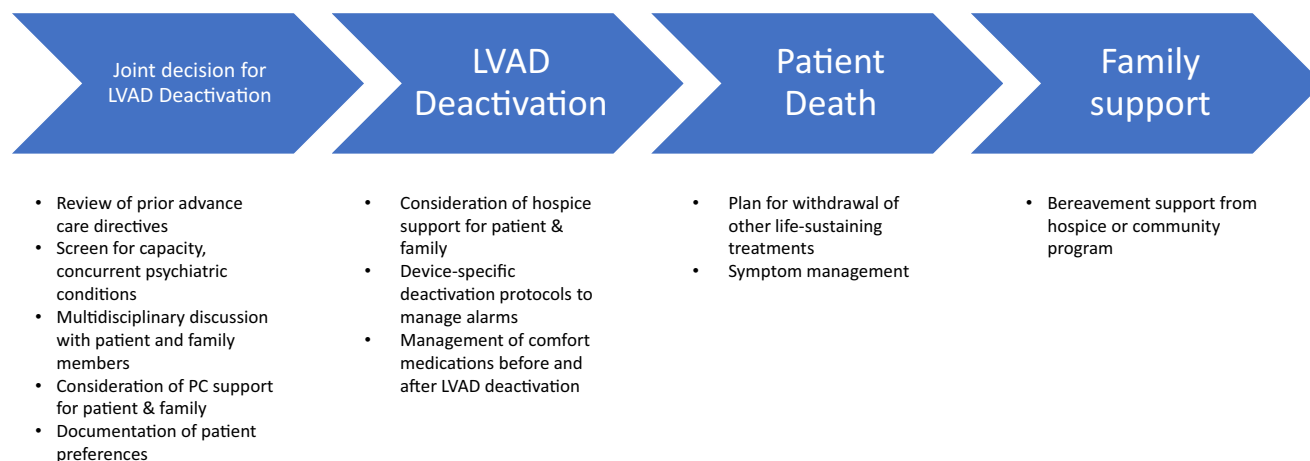 Joint decision for
LVAD Deactivation
LVAD
Deactivation
Patient
Death
Family
support
• Review of prior advance
care directives
• Screen for capacity,
concurrent psychiatric
conditions
• Multidisciplinary discussion
with patient and family
members
• Consideration of PC support
for patient & family
• Documentation of patient
preferences
• Consideration of hospice
support for patient &
family
• Device-specific
deactivation protocols to
manage alarms
• Management of comfort
medications before and
after LVAD deactivation
• Plan for withdrawal of
other life-sustaining
treatments
• Symptom management
• Bereavement support from
hospice or community
program